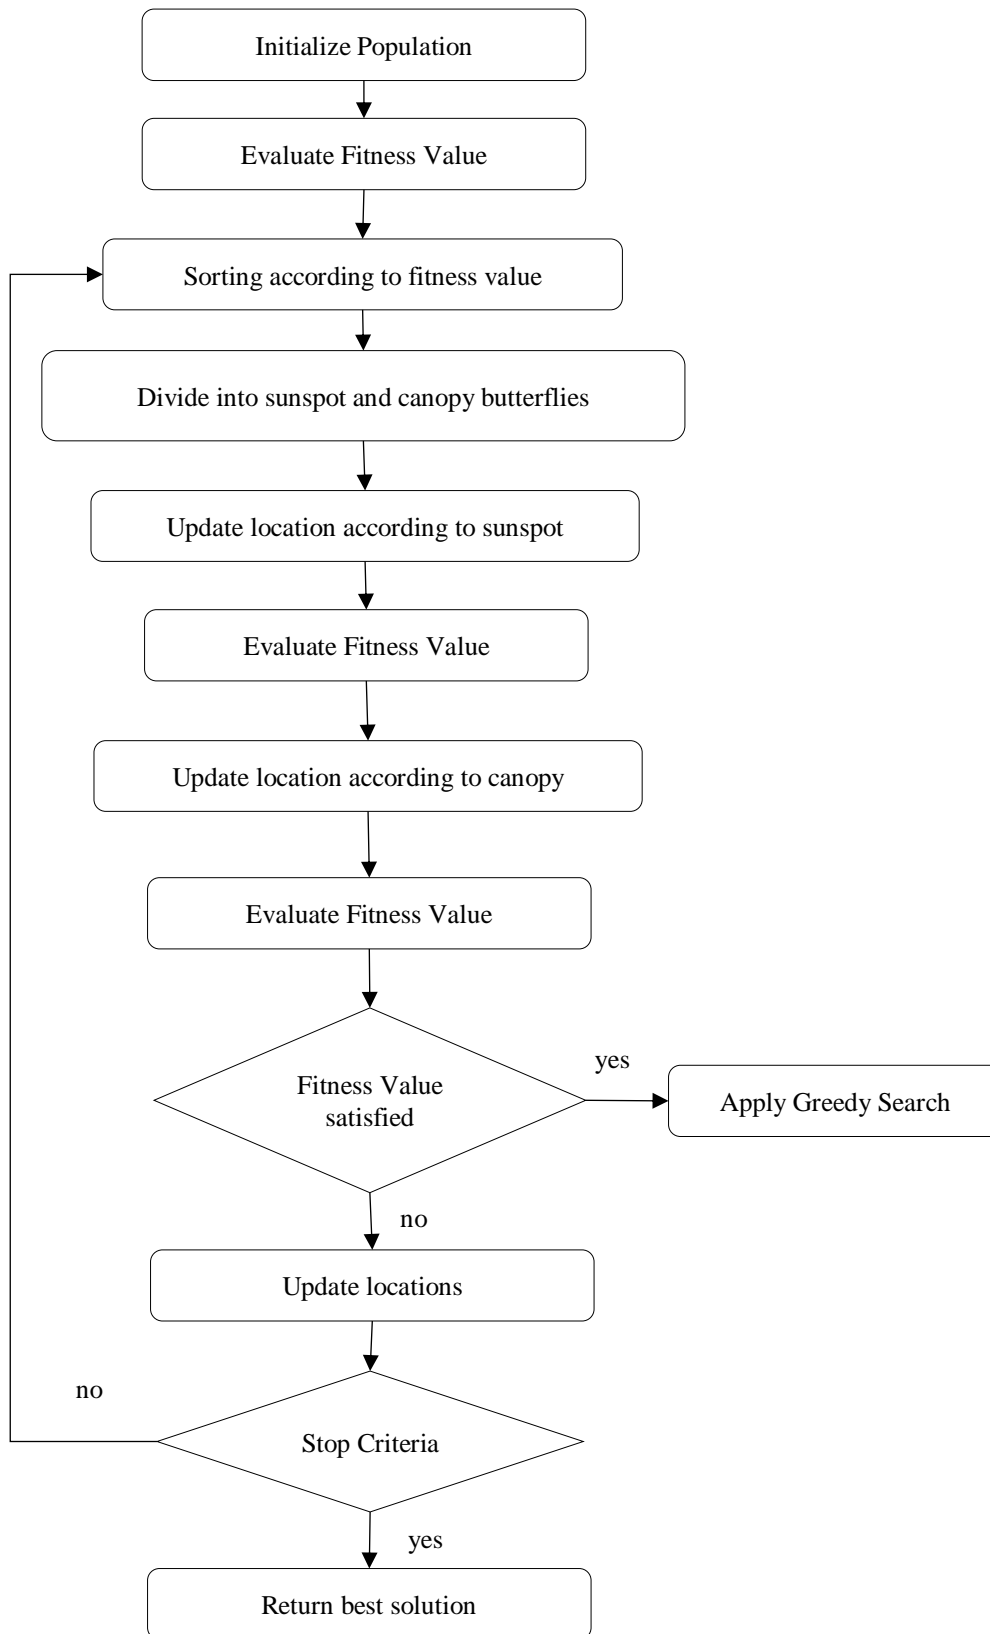 Initialize Population
Evaluate Fitness Value
Sorting according to fitness value
Divide into sunspot and canopy butterflies
Update location according to sunspot
Evaluate Fitness Value
Update location according to canopy
Evaluate Fitness Value
Fitness Value
satisfied
yes
Apply Greedy Search
no
Update locations
no
Stop Criteria
yes
Return best solution